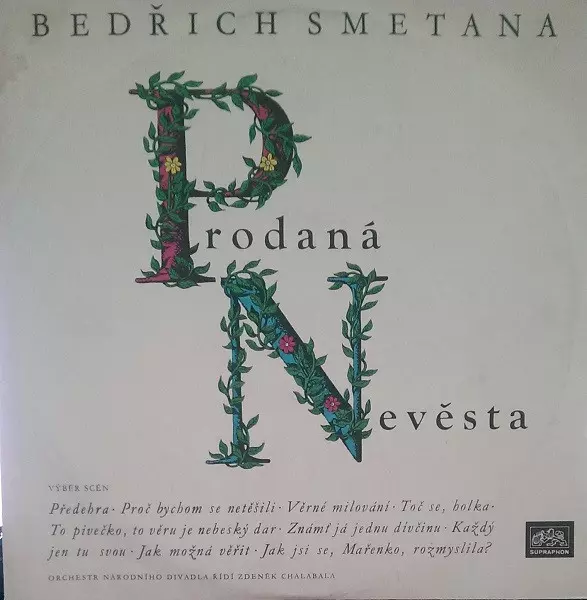 BEDŘICH SMETANA
Prodaná
Nevěsta
VÝBĚR SCÉN
Předehra · Proč bychom se netěšili · Věrné milování · Toč se, holka ·
To pivečko, to věru je nebeský dar · Známť já jednu dívčinu · Každý
jen tu svou · Jak možná věřit · Jak jsi se, Mařenko, rozmyslila?
SUPRAPHON
ORCHESTR NÁRODNÍHO DIVADLA ŘÍDÍ ZDENĚK CHALABALA